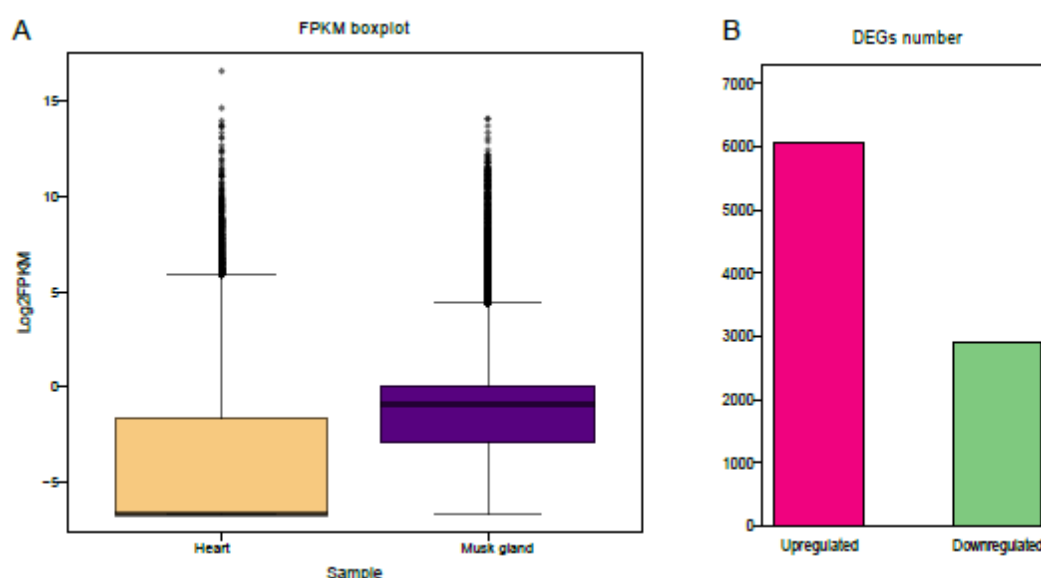 A
FPKM boxplot
Log2FPKM
15
10
5
0
-5
Heart
Musk gland
Sample
B
DEGs number
7000
6000
5000
4000
3000
2000
1000
0
Upregulated
Downregulated